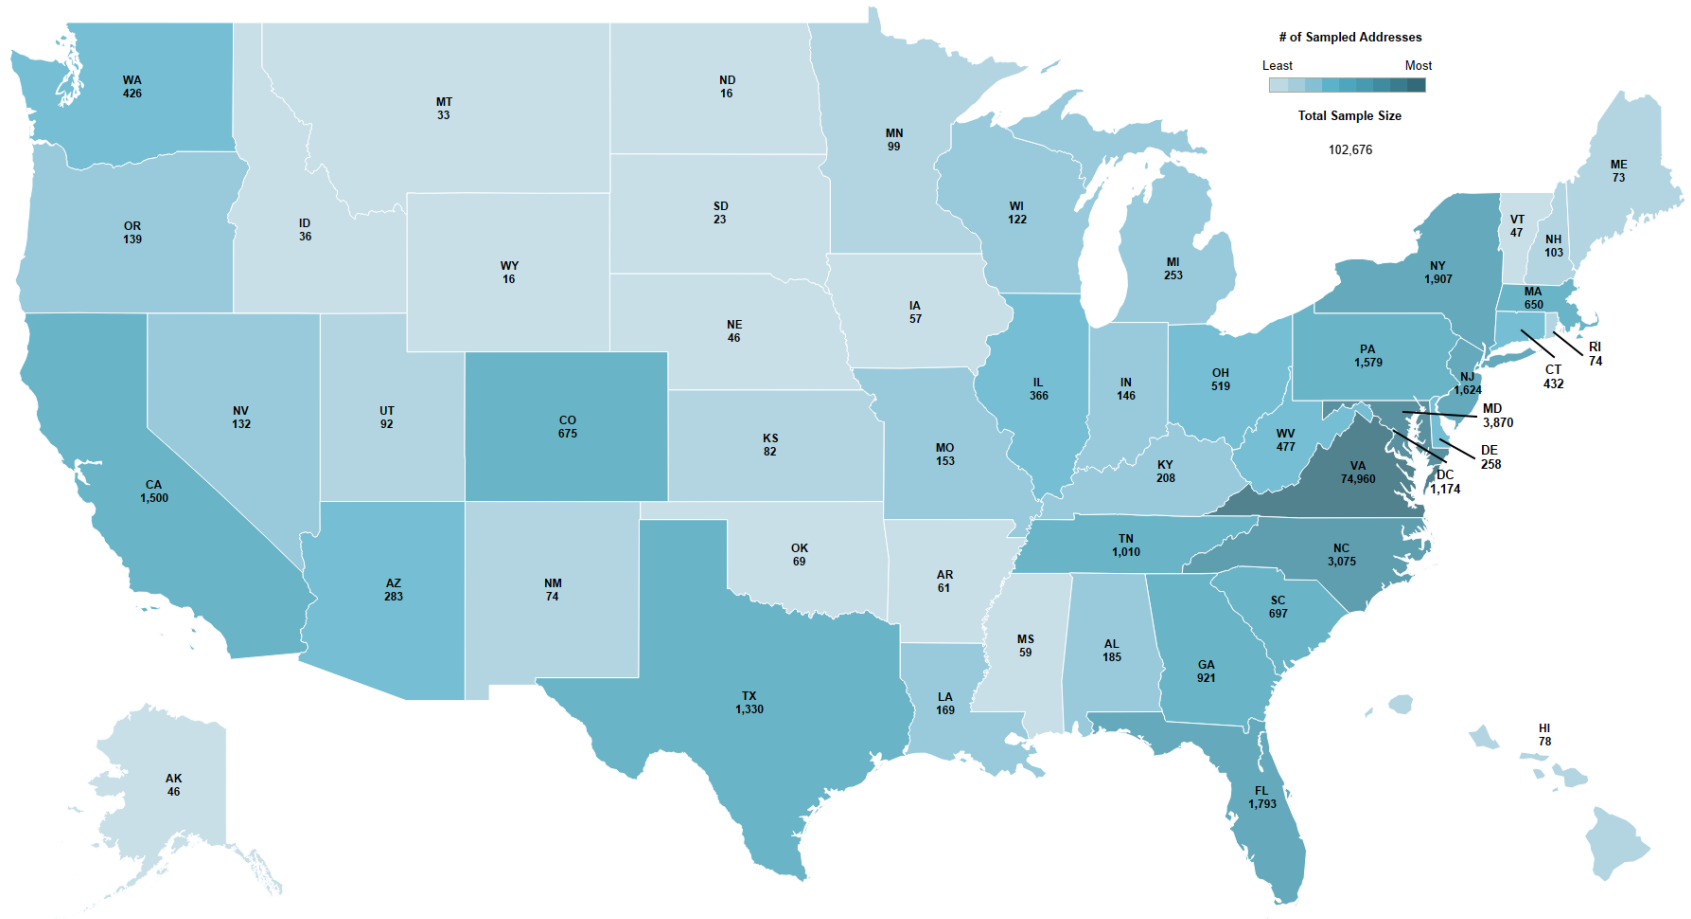 # of Sampled Addresses
Least Most
Total Sample Size
102,676
WA
426
MT
33
ND
16
MN
99
ME
73
OR
139
ID
36
SD
23
WI
122
VT
47
NH
103
WY
16
MI
253
NY
1,907
MA
650
IA
57
NE
46
RI
74
CT
432
PA
1,579
NJ
1,624
OH
519
IL
366
IN
146
NV
132
UT
92
CO
675
KS
82
MO
153
MD
3,870
DE
258
DC
1,174
WV
477
VA
74,960
KY
208
CA
1,500
TN
1,010
NC
3,075
OK
69
AR
61
AZ
283
NM
74
SC
697
MS
59
AL
185
GA
921
TX
1,330
LA
169
HI
78
AK
46
FL
1,793